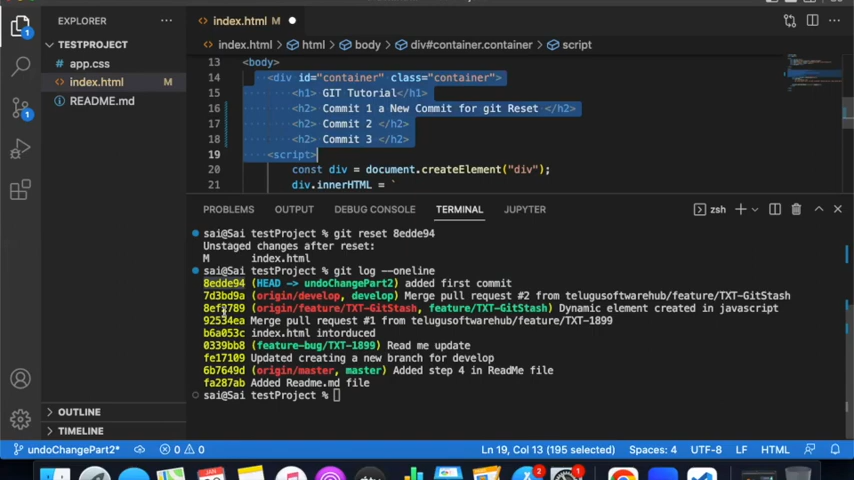 EXPLORER
index.html
TESTPROJECT
app.css
index.html M
README.md
index.html > html > body > div#container.container > script
13 <body>
14 <div id="container" class="container">
15 <h1> GIT Tutorial</h1>
16 <h2> Commit 1 a New Commit for git Reset </h2>
17 <h2> Commit 2 </h2>
18 <h2> Commit 3 </h2>
19 <script>
20 const div = document.createElement("div");
21 div.innerHTML = `
PROBLEMS OUTPUT DEBUG CONSOLE TERMINAL JUPYTER zsh
sai@Sai testProject % git reset 8edde94
Unstaged changes after reset:
M index.html
sai@Sai testProject % git log --oneline
8edde94 (HEAD -> undoChangePart2) added first commit
7d3bd9a (origin/develop, develop) Merge pull request #2 from telugusoftwarehub/feature/TXT-GitStash
8ef2789 (origin/feature/TXT-GitStash, feature/TXT-GitStash) Dynamic element created in javascript
92534ea Merge pull request #1 from telugusoftwarehub/feature/TXT-1899
b6a053c index.html intorduced
0339bb8 (feature-bug/TXT-1899) Read me update
fe17109 Updated creating a new branch for develop
6b7649d (origin/master, master) Added step 4 in ReadMe file
fa287ab Added Readme.md file
sai@Sai testProject %
OUTLINE
TIMELINE
undoChangePart2* 0 0 Ln 19, Col 13 (195 selected) Spaces: 4 UTF-8 LF HTML